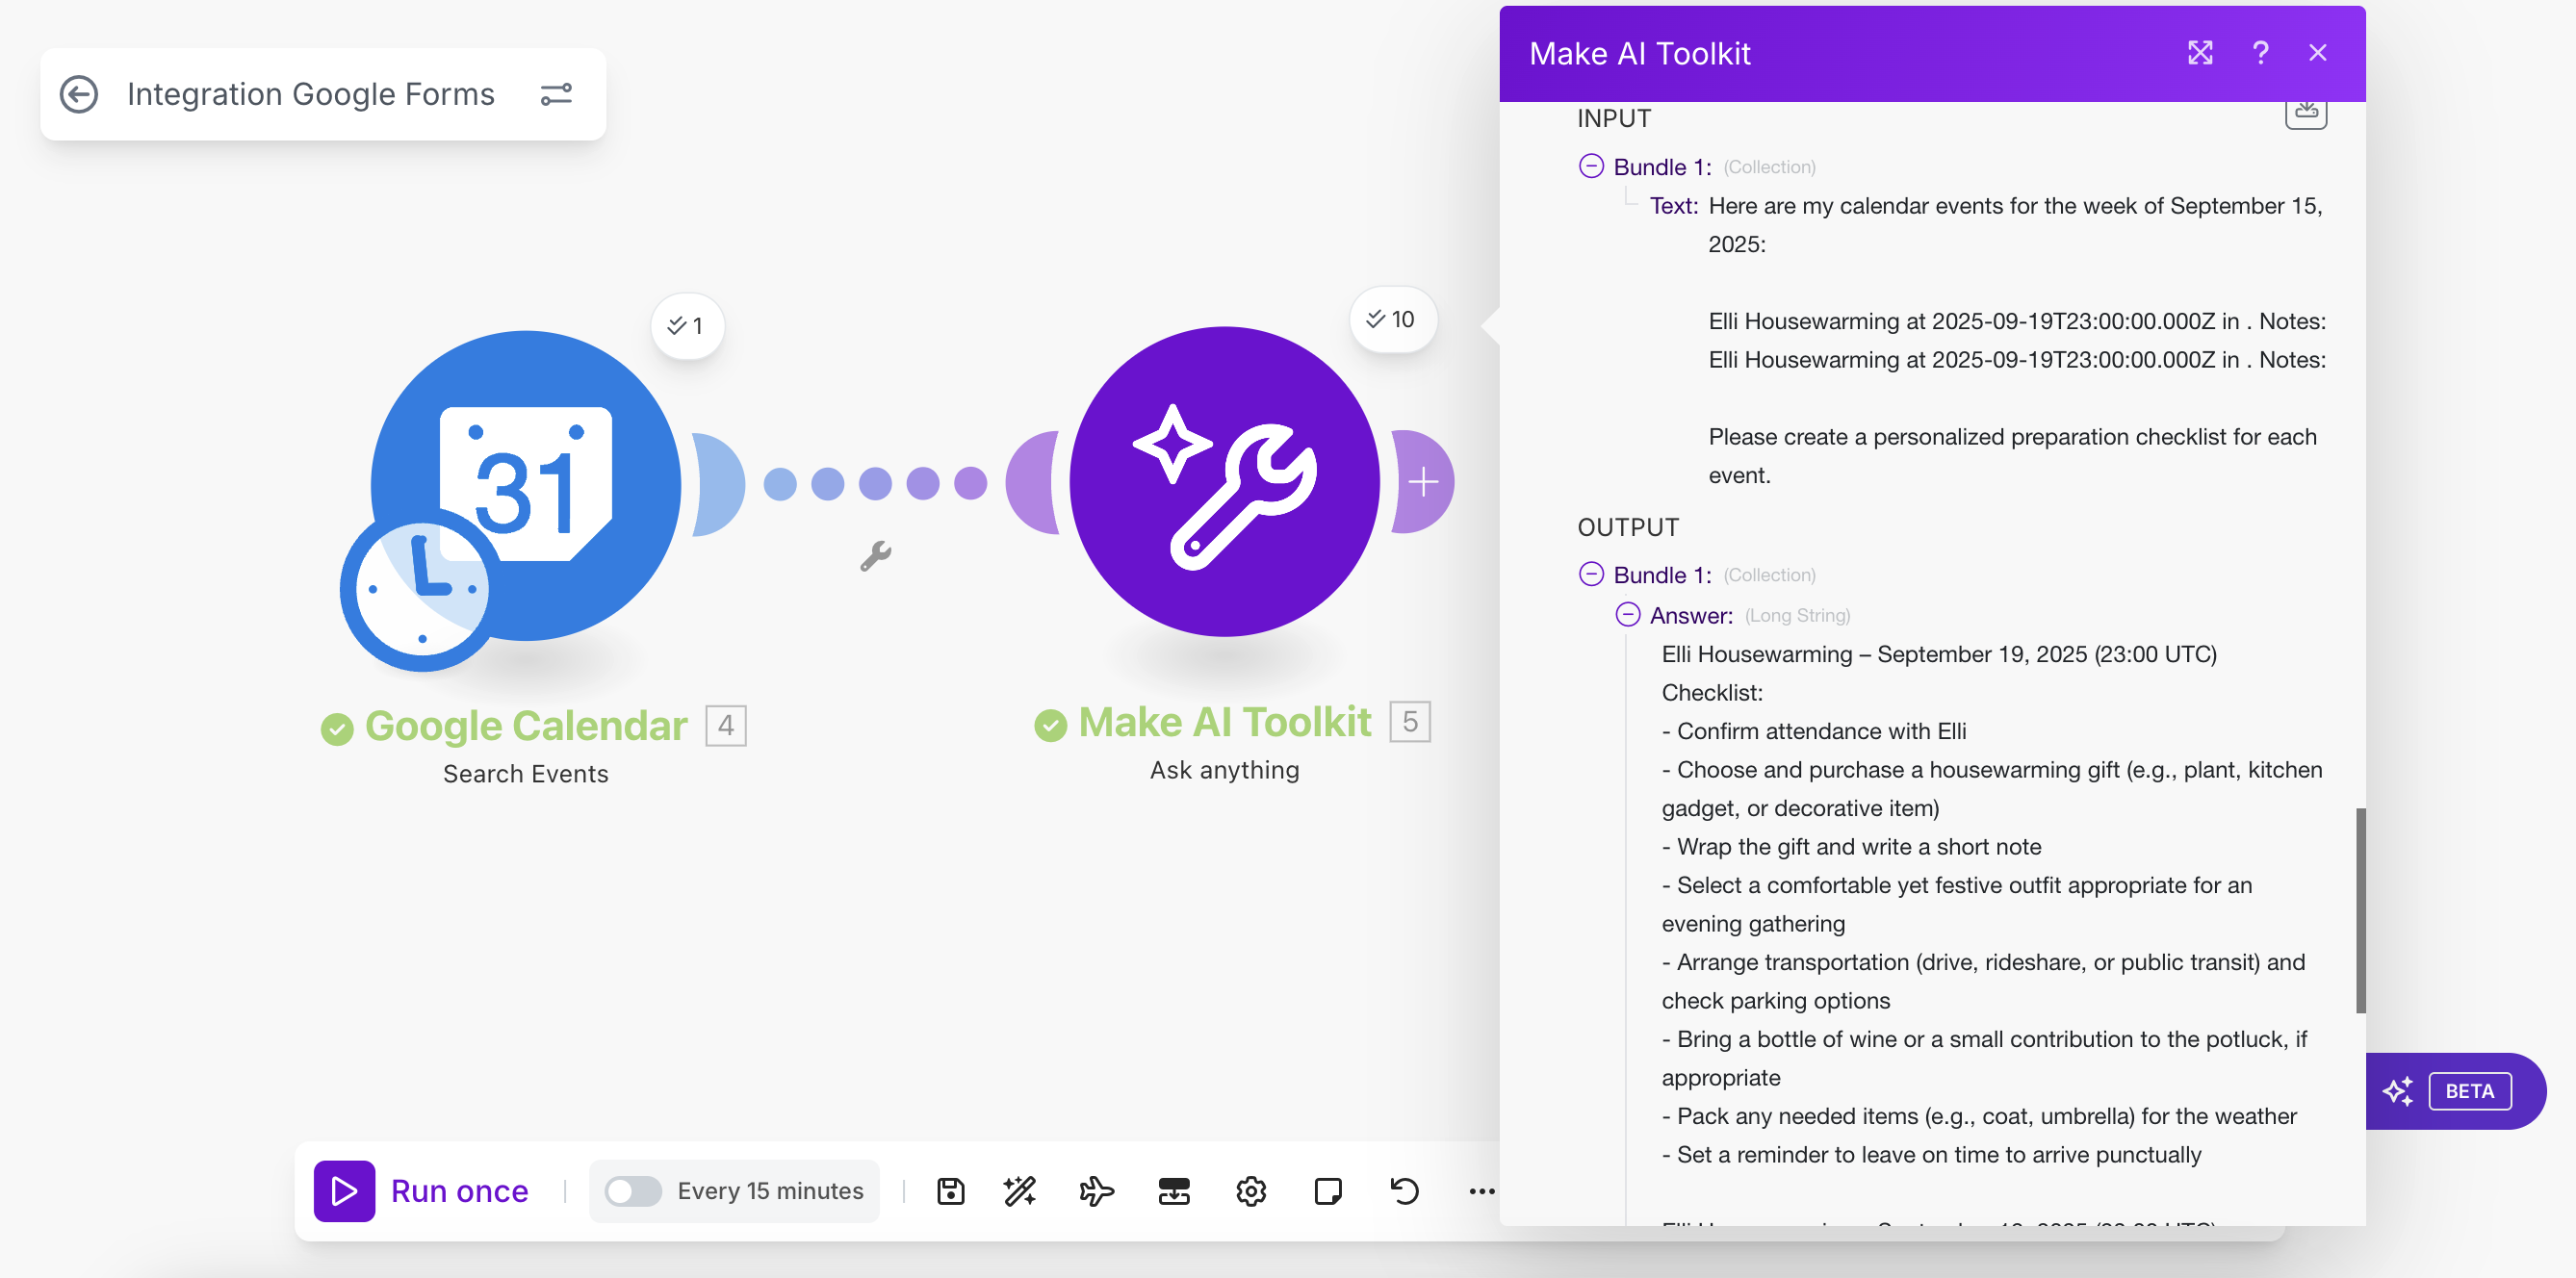 Integration Google Forms
1
31
Google Calendar 4
Search Events
10
Make AI Toolkit 5
Ask anything
Make AI Toolkit
?
INPUT
Bundle 1: (Collection)
Text: Here are my calendar events for the week of September 15,
2025:
Elli Housewarming at 2025-09-19T23:00:00.000Z in . Notes:
Elli Housewarming at 2025-09-19T23:00:00.000Z in . Notes:
Please create a personalized preparation checklist for each
event.
OUTPUT
Bundle 1: (Collection)
Answer: (Long String)
Elli Housewarming – September 19, 2025 (23:00 UTC)
Checklist:
- Confirm attendance with Elli
- Choose and purchase a housewarming gift (e.g., plant, kitchen
gadget, or decorative item)
- Wrap the gift and write a short note
- Select a comfortable yet festive outfit appropriate for an
evening gathering
- Arrange transportation (drive, rideshare, or public transit) and
check parking options
- Bring a bottle of wine or a small contribution to the potluck, if
appropriate
- Pack any needed items (e.g., coat, umbrella) for the weather
- Set a reminder to leave on time to arrive punctually
BETA
Run once
Every 15 minutes